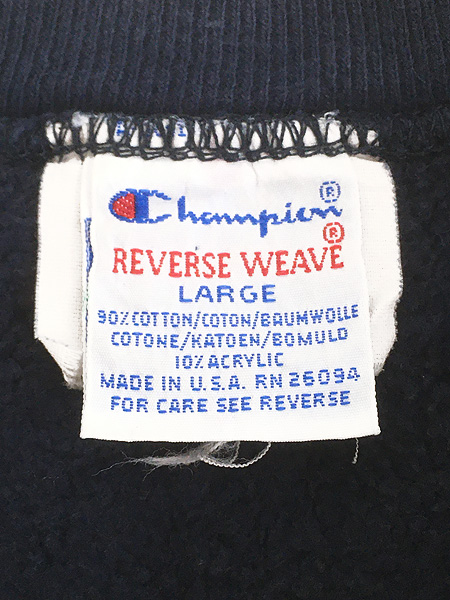 Champion®
REVERSE WEAVE®
LARGE
90% COTTON/COTON/BAUMWOLLE
COTONE/KATOEN/BOMULD
10% ACRYLIC
MADE IN U.S.A. RN 26094
FOR CARE SEE REVERSE